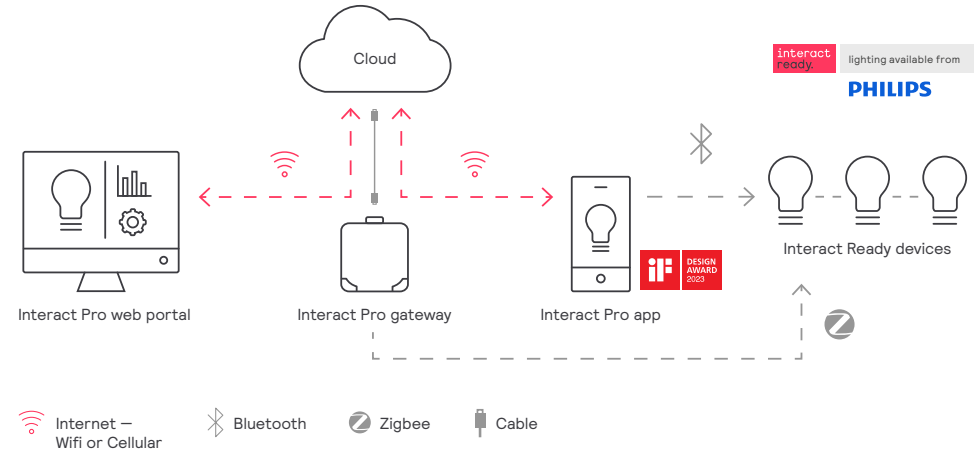 Cloud
interact
ready.
lighting available from
PHILIPS
Interact Ready devices
iF
DESIGN
AWARD
2023
Interact Pro web portal
Interact Pro gateway
Interact Pro app
Internet —
Wifi or Cellular
Bluetooth
Zigbee
Cable